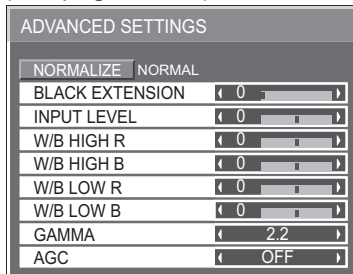 ADVANCED SETTINGS
NORMALIZE NORMAL
BLACK EXTENSION 0
INPUT LEVEL 0
W/B HIGH R 0
W/B HIGH B 0
W/B LOW R 0
W/B LOW B 0
GAMMA 2.2
AGC OFF